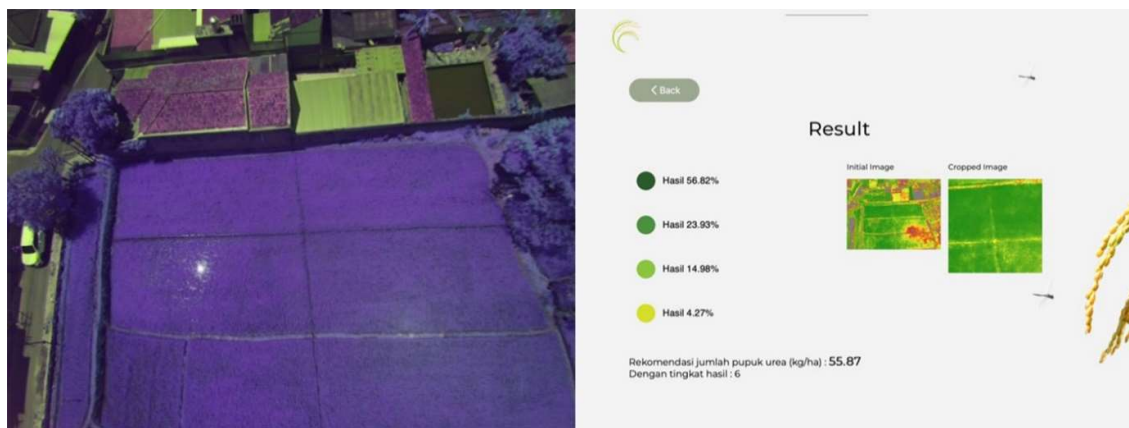 Back
Result
Initial Image
Cropped Image
Hasil 56.82%
Hasil 23.93%
Hasil 14.98%
Hasil 4.27%
Rekomendasi jumlah pupuk urea (kg/ha) : 55.87
Dengan tingkat hasil : 6